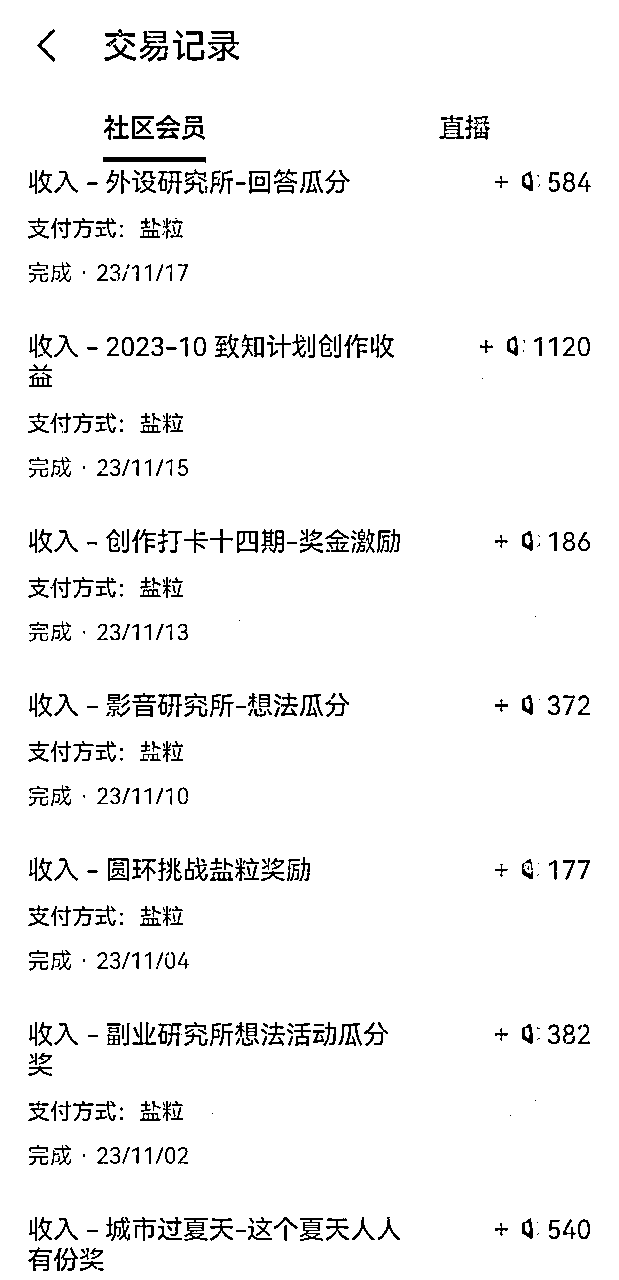 交易记录
社区会员 直播
收入 - 外设研究所-回答瓜分 + 584
支付方式：盐粒
完成 · 23/11/17
收入 - 2023-10 致知计划创作收 + 1120
益
支付方式：盐粒
完成 · 23/11/15
收入 - 创作打卡十四期-奖金激励 + 186
支付方式：盐粒
完成 · 23/11/13
收入 - 影音研究所-想法瓜分 + 372
支付方式：盐粒
完成 · 23/11/10
收入 - 圆环挑战盐粒奖励 + 177
支付方式：盐粒
完成 · 23/11/04
收入 - 副业研究所想法活动瓜分 + 382
奖
支付方式：盐粒
完成 · 23/11/02
收入 - 城市过夏天-这个夏天人人 + 540
有份奖